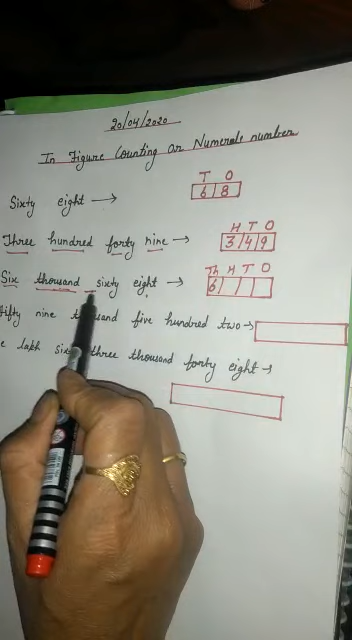 20/04/2020
In Figure Counting or Numerals number
T O
Sixty eight → 6 8
H T O
Three hundred forty nine → 3 4 9
Th H T O
Six thousand sixty eight → 6
nine five hundred two →
lakh three thousand forty eight →